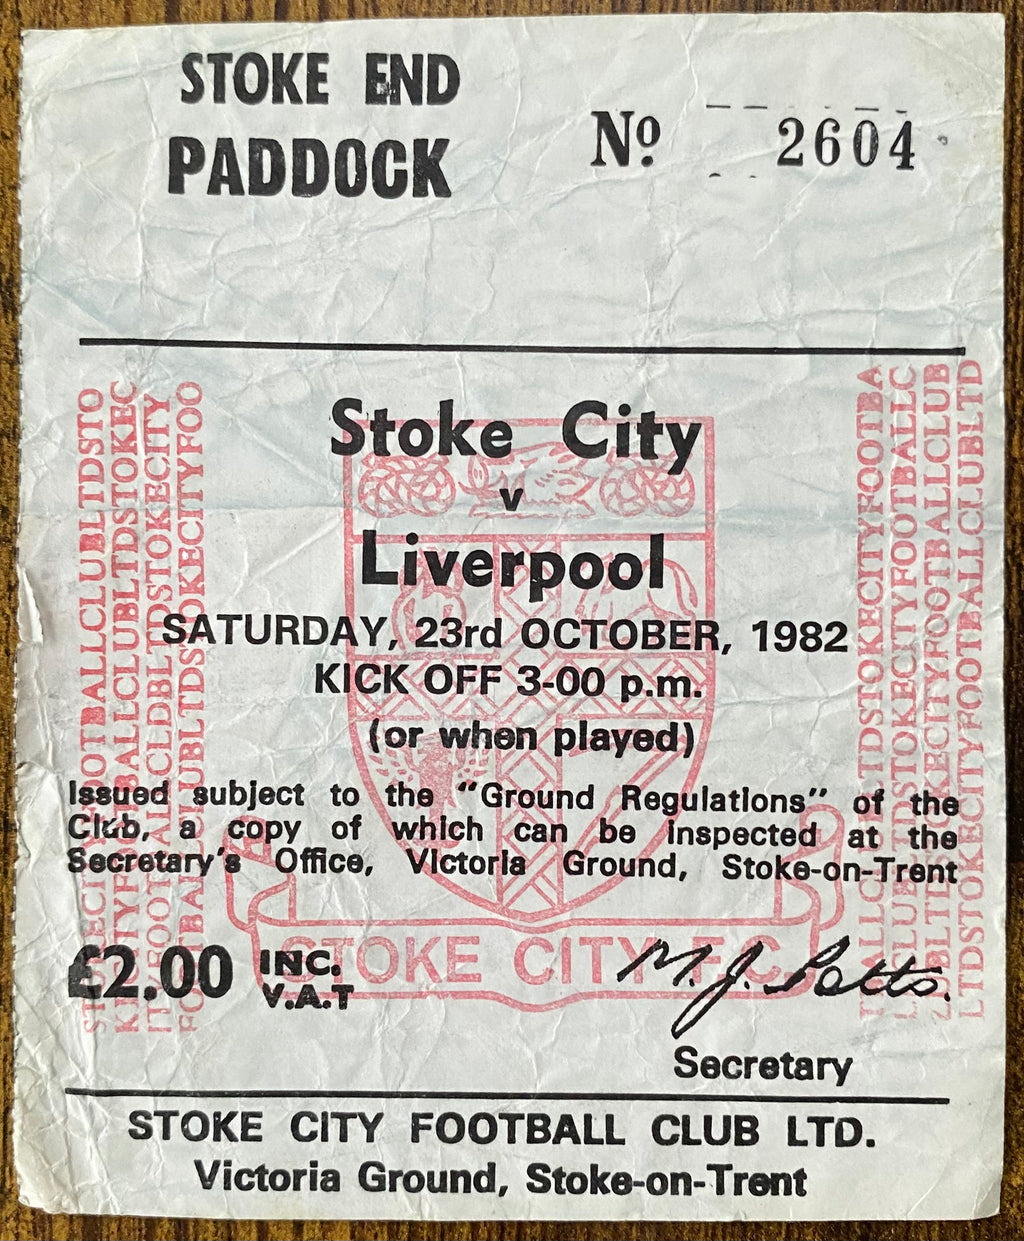 STOKE END
PADDOCK
Nº 2604
Stoke City
v
Liverpool
SATURDAY, 23rd OCTOBER, 1982
KICK OFF 3-00 p.m.
(or when played)
Issued subject to the "Ground Regulations" of the
Club, a copy of which can be inspected at the
Secretary's Office, Victoria Ground, Stoke-on-Trent
STOKE CITY F.C.
£2.00 INC.
V.A.T
M. J. Potts.
Secretary
STOKE CITY FOOTBALL CLUB LTD.
Victoria Ground, Stoke-on-Trent